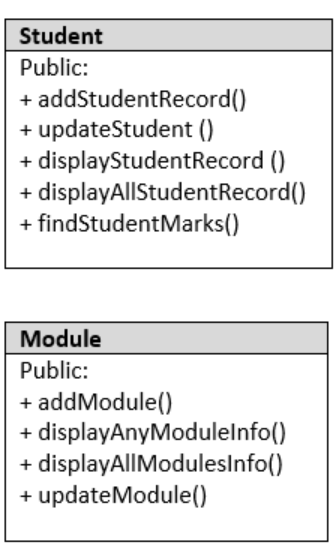 Student
Public:
+ addStudentRecord()
+ updateStudent ()
+ displayStudentRecord ()
+ displayAllStudentRecord()
+ findStudentMarks()
Module
Public:
+ addModule()
+ displayAnyModuleInfo()
+ displayAllModulesInfo()
+ updateModule()